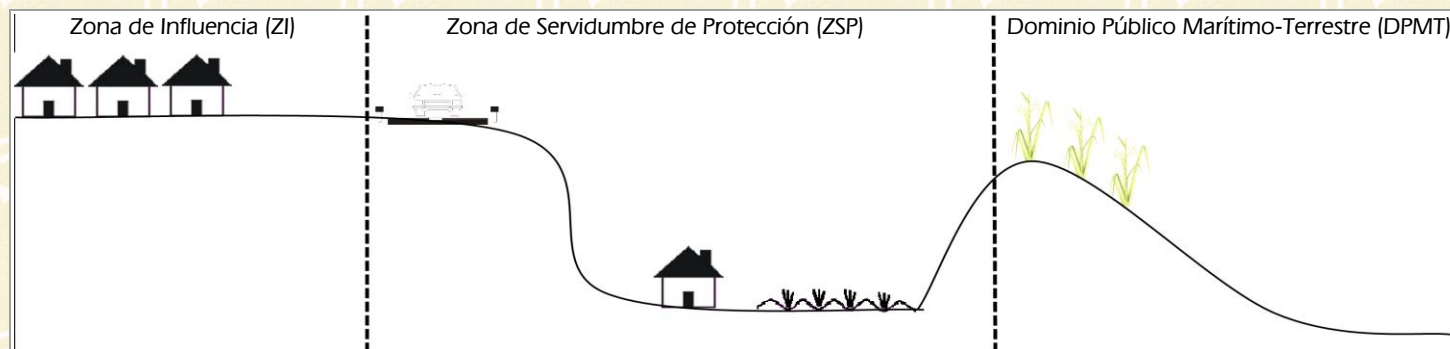 Zona de Influencia (ZI)
Zona de Servidumbre de Protección (ZSP)
Dominio Público Marítimo-Terrestre (DPMT)